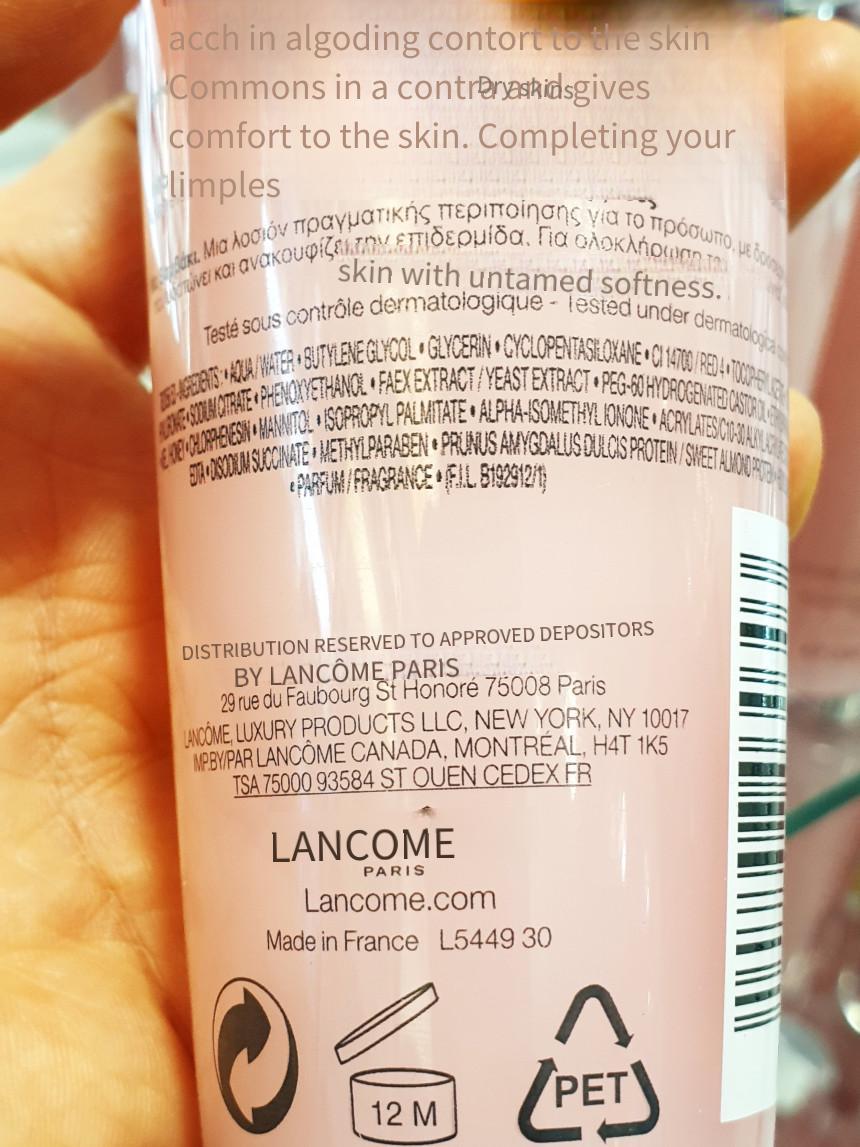 acch in algoding contort to the skin
Dry skins
Commons in a contra and gives
comfort to the skin. Completing your
limples
Μια λοσιόν πραγματικής περιποίησης για το πρόσωπο, με
και ανακουφίζει την επιδερμίδα. Για ολοκλήρωση το
skin with untamed softness.
Testé sous contrôle dermatologique - Tested under dermatological
INGREDIENTS: • AQUA / WATER • BUTYLENE GLYCOL • GLYCERIN • CYCLOPENTASILOXANE • CI 14700 / RED 4 •
• SODIUM CITRATE • PHENOXYETHANOL • FAEX EXTRACT / YEAST EXTRACT • PEG-60 HYDROGENATED CASTOR OIL •
HONEY • CHLORPHENESIN • MANNITOL • ISOPROPYL PALMITATE • ALPHA-ISOMETHYL IONONE • ACRYLATES/C10-30 ALKYL
EDTA • DISODIUM SUCCINATE • METHYLPARABEN • PRUNUS AMYGDALUS DULCIS PROTEIN / SWEET ALMOND PROTEIN
• PARFUM / FRAGRANCE • (F.I.L. B192912/1)
DISTRIBUTION RESERVED TO APPROVED DEPOSITORS
BY LANCÔME PARIS
29 rue du Faubourg St Honoré 75008 Paris
LANCÔME, LUXURY PRODUCTS LLC, NEW YORK, NY 10017
IMP.BY/PAR LANCÔME CANADA, MONTRÉAL, H4T 1K5
TSA 75000 93584 ST OUEN CEDEX FR
LANCOME
PARIS
Lancome.com
Made in France L5449 30
12 M
PET